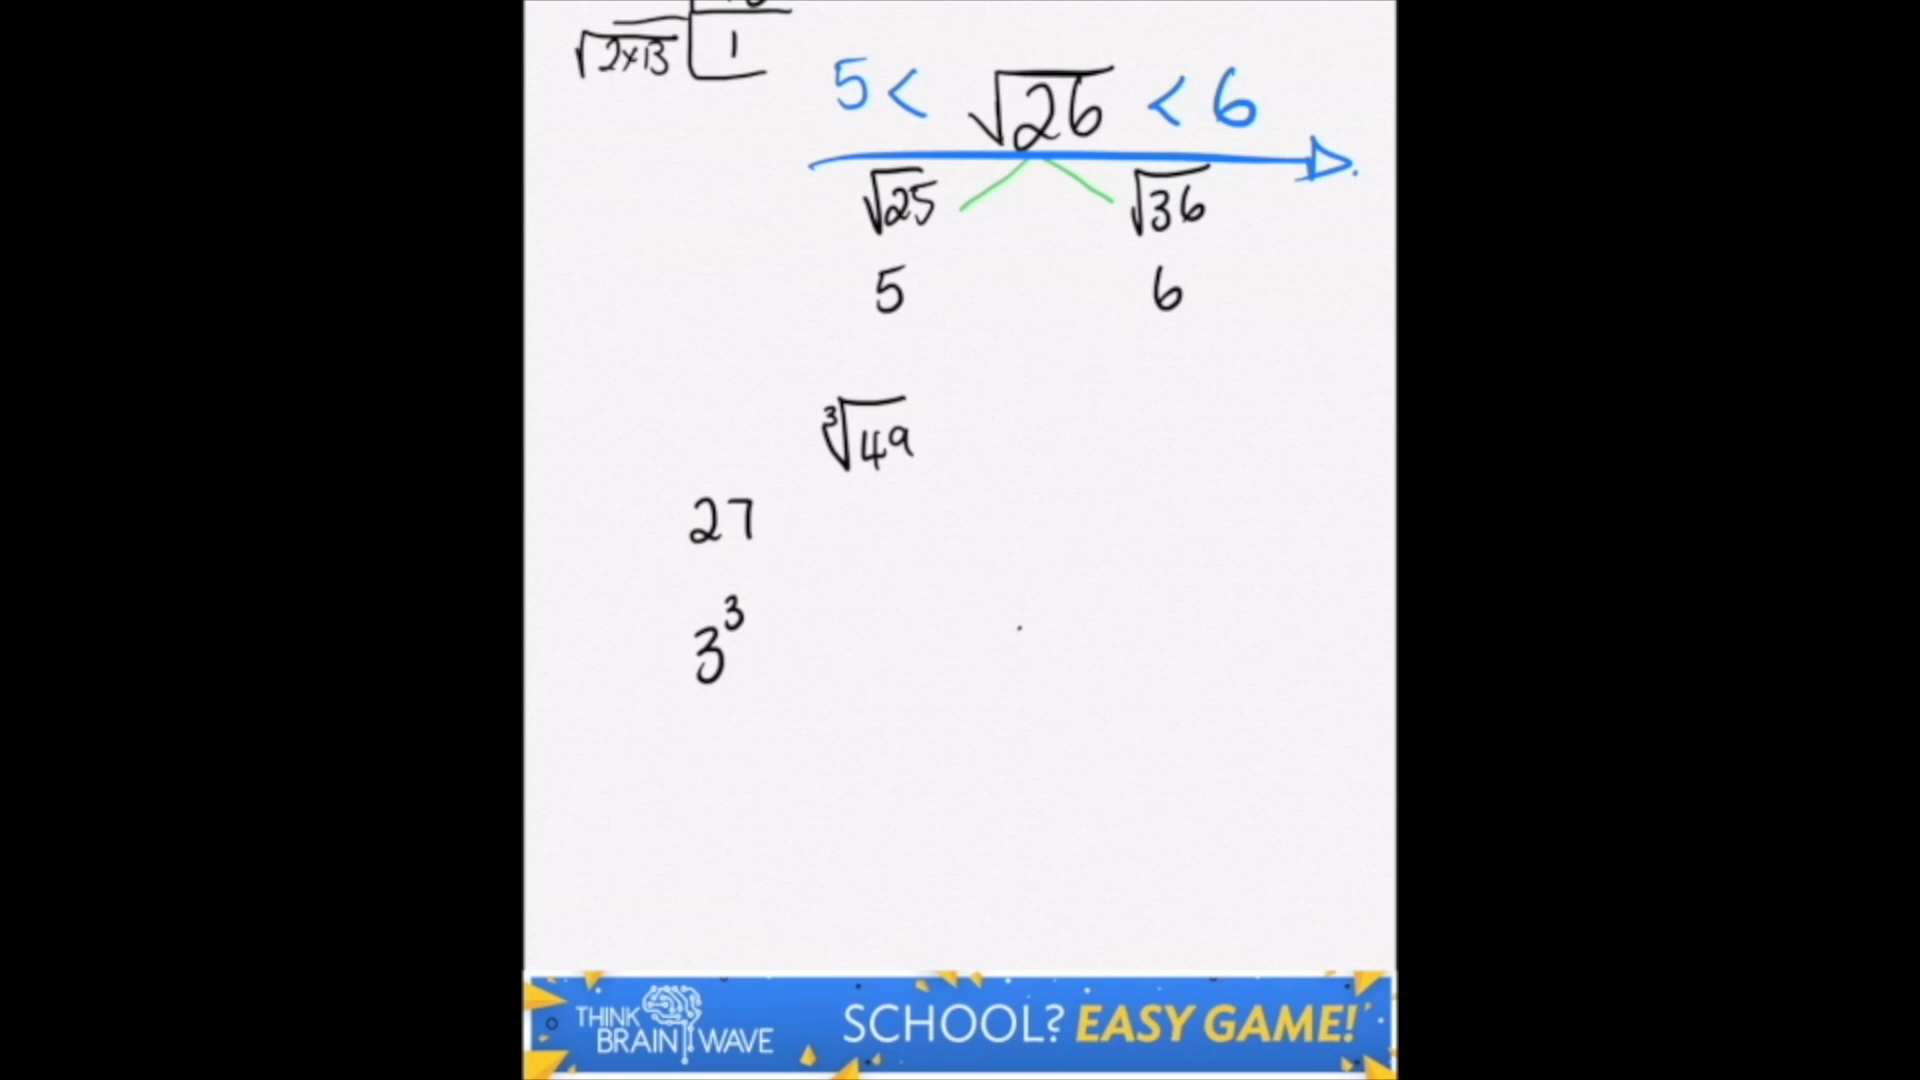 √2×13 1
5 < √26 < 6
√25 √36
5 6
³√49
27
3³
THINK BRAIN WAVE
SCHOOL? EASY GAME!